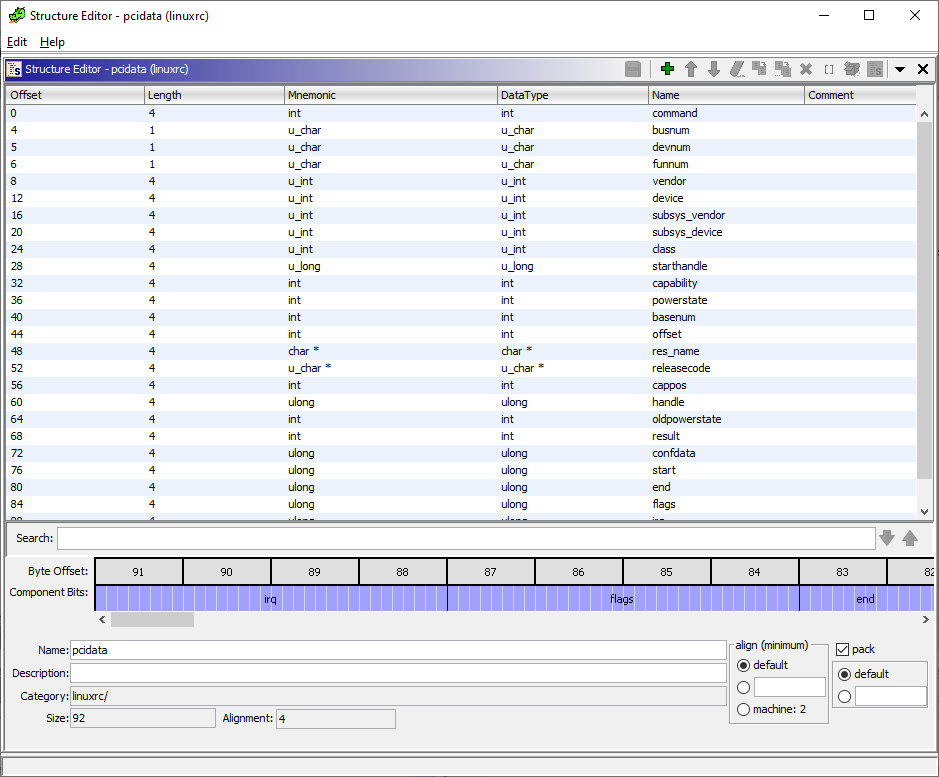 Structure Editor - pcidata (linuxrc)
Edit Help
Structure Editor - pcidata (linuxrc)
Offset Length Mnemonic DataType Name Comment
0 4 int int command
4 1 u_char u_char busnum
5 1 u_char u_char devnum
6 1 u_char u_char funnum
8 4 u_int u_int vendor
12 4 u_int u_int device
16 4 u_int u_int subsys_vendor
20 4 u_int u_int subsys_device
24 4 u_int u_int class
28 4 u_long u_long starthandle
32 4 int int capability
36 4 int int powerstate
40 4 int int basenum
44 4 int int offset
48 4 char * char * res_name
52 4 u_char * u_char * releasecode
56 4 int int cappos
60 4 ulong ulong handle
64 4 int int oldpowerstate
68 4 int int result
72 4 ulong ulong confdata
76 4 ulong ulong start
80 4 ulong ulong end
84 4 ulong ulong flags
Search:
Byte Offset: 91 90 89 88 87 86 85 84 83 82
Component Bits: irq flags end
Name: pcidata
Description:
Category: linuxrc/
Size: 92 Alignment: 4
align (minimum)
default
machine: 2
pack
default